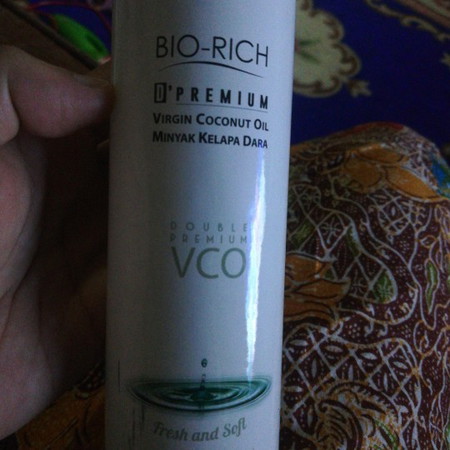 BIO-RICH
D'PREMIUM
VIRGIN COCONUT OIL
MINYAK KELAPA DARA
DOUBLE
PREMIUM
VCO
Fresh and Soft